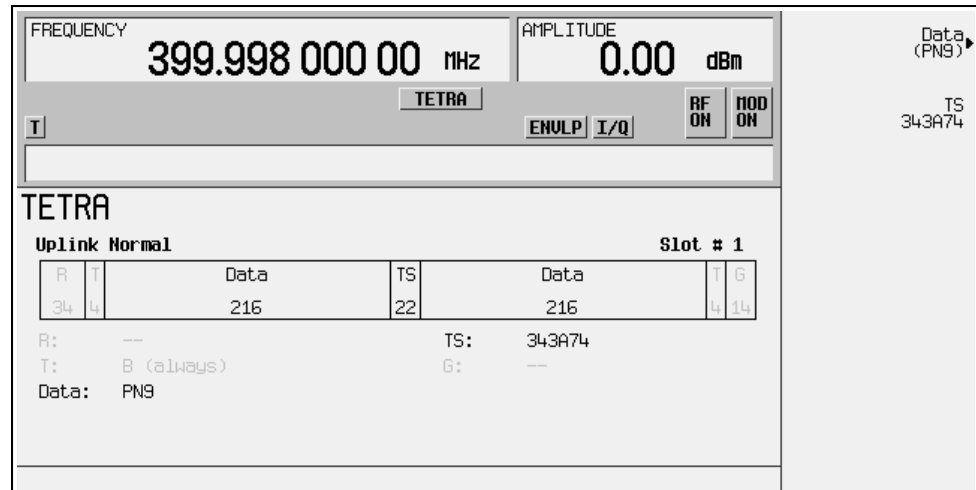 FREQUENCY
399.998 000 00 MHz
AMPLITUDE
0.00 dBm
TETRA
T
ENVLP I/Q
RF ON
MOD ON
TETRA
Uplink Normal
Slot # 1
R T Data TS Data T G
34 4 216 22 216 4 14
R: --
TS: 343A74
T: B (always)
G: --
Data: PN9
Data
(PN9)
TS
343A74